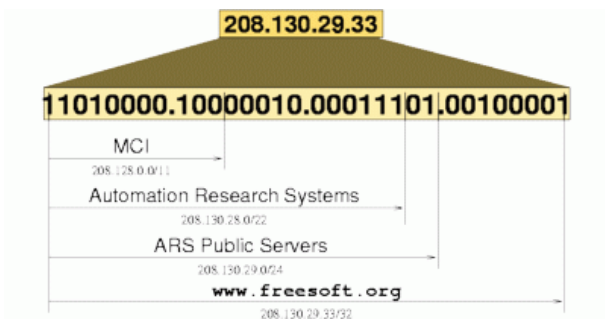 208.130.29.33
11010000.10000010.00011101.00100001
MCI
208.128.0.0/11
Automation Research Systems
208.130.28.0/22
ARS Public Servers
208.130.29.0/24
www.freesoft.org
208.130.29.33/32